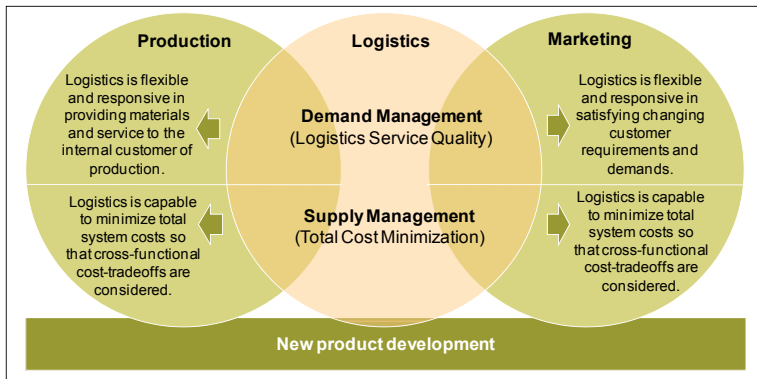 Production
Logistics
Marketing
Logistics is flexible
and responsive in
providing materials
and service to the
internal customer of
production.
Demand Management
(Logistics Service Quality)
Logistics is flexible
and responsive in
satisfying changing
customer
requirements and
demands.
Logistics is capable
to minimize total
system costs so
that cross-functional
cost-tradeoffs are
considered.
Supply Management
(Total Cost Minimization)
Logistics is capable
to minimize total
system costs so
that cross-functional
cost-tradeoffs are
considered.
New product development